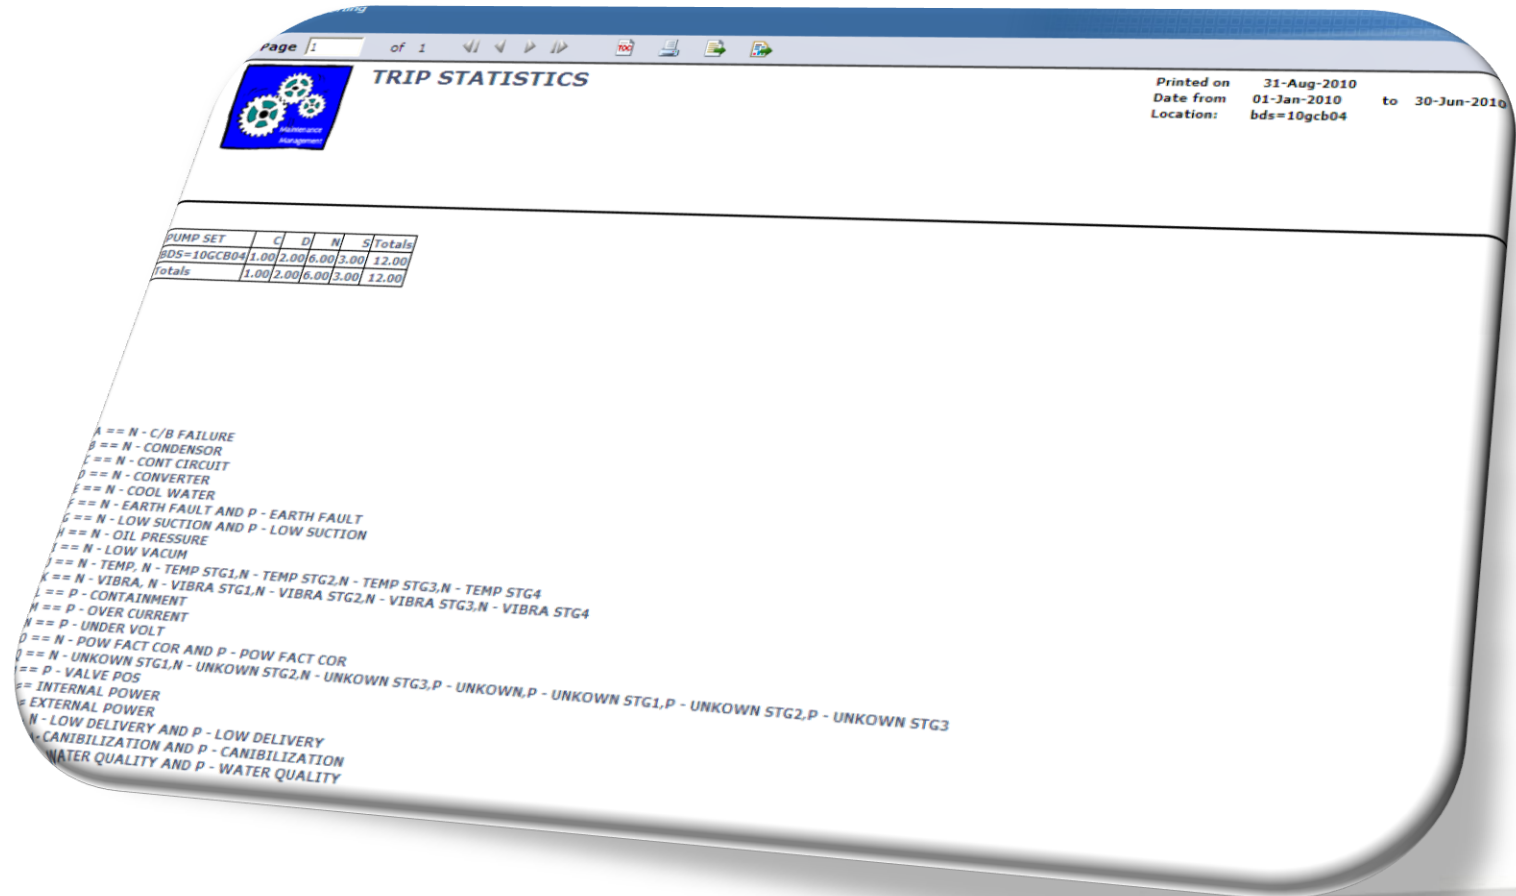 Page 1 of 1
TOC
TRIP STATISTICS
Printed on 31-Aug-2010
Date from 01-Jan-2010 to 30-Jun-2010
Location: bds=10gcb04
Maintenance
Management
PUMP SET C D N S Totals
BDS=10GCB04 1.00 2.00 6.00 3.00 12.00
Totals 1.00 2.00 6.00 3.00 12.00
A == N - C/B FAILURE
B == N - CONDENSOR
C == N - CONT CIRCUIT
D == N - CONVERTER
E == N - COOL WATER
F == N - EARTH FAULT AND P - EARTH FAULT
G == N - LOW SUCTION AND P - LOW SUCTION
H == N - OIL PRESSURE
I == N - LOW VACUM
J == N - TEMP, N - TEMP STG1,N - TEMP STG2,N - TEMP STG3,N - TEMP STG4
K == N - VIBRA, N - VIBRA STG1,N - VIBRA STG2,N - VIBRA STG3,N - VIBRA STG4
L == P - CONTAINMENT
M == P - OVER CURRENT
N == P - UNDER VOLT
O == N - POW FACT COR AND P - POW FACT COR
Q == N - UNKOWN STG1,N - UNKOWN STG2,N - UNKOWN STG3,P - UNKOWN,P - UNKOWN STG1,P - UNKOWN STG2,P - UNKOWN STG3
== P - VALVE POS
= INTERNAL POWER
= EXTERNAL POWER
N - LOW DELIVERY AND P - LOW DELIVERY
- CANIBILIZATION AND P - CANIBILIZATION
WATER QUALITY AND P - WATER QUALITY